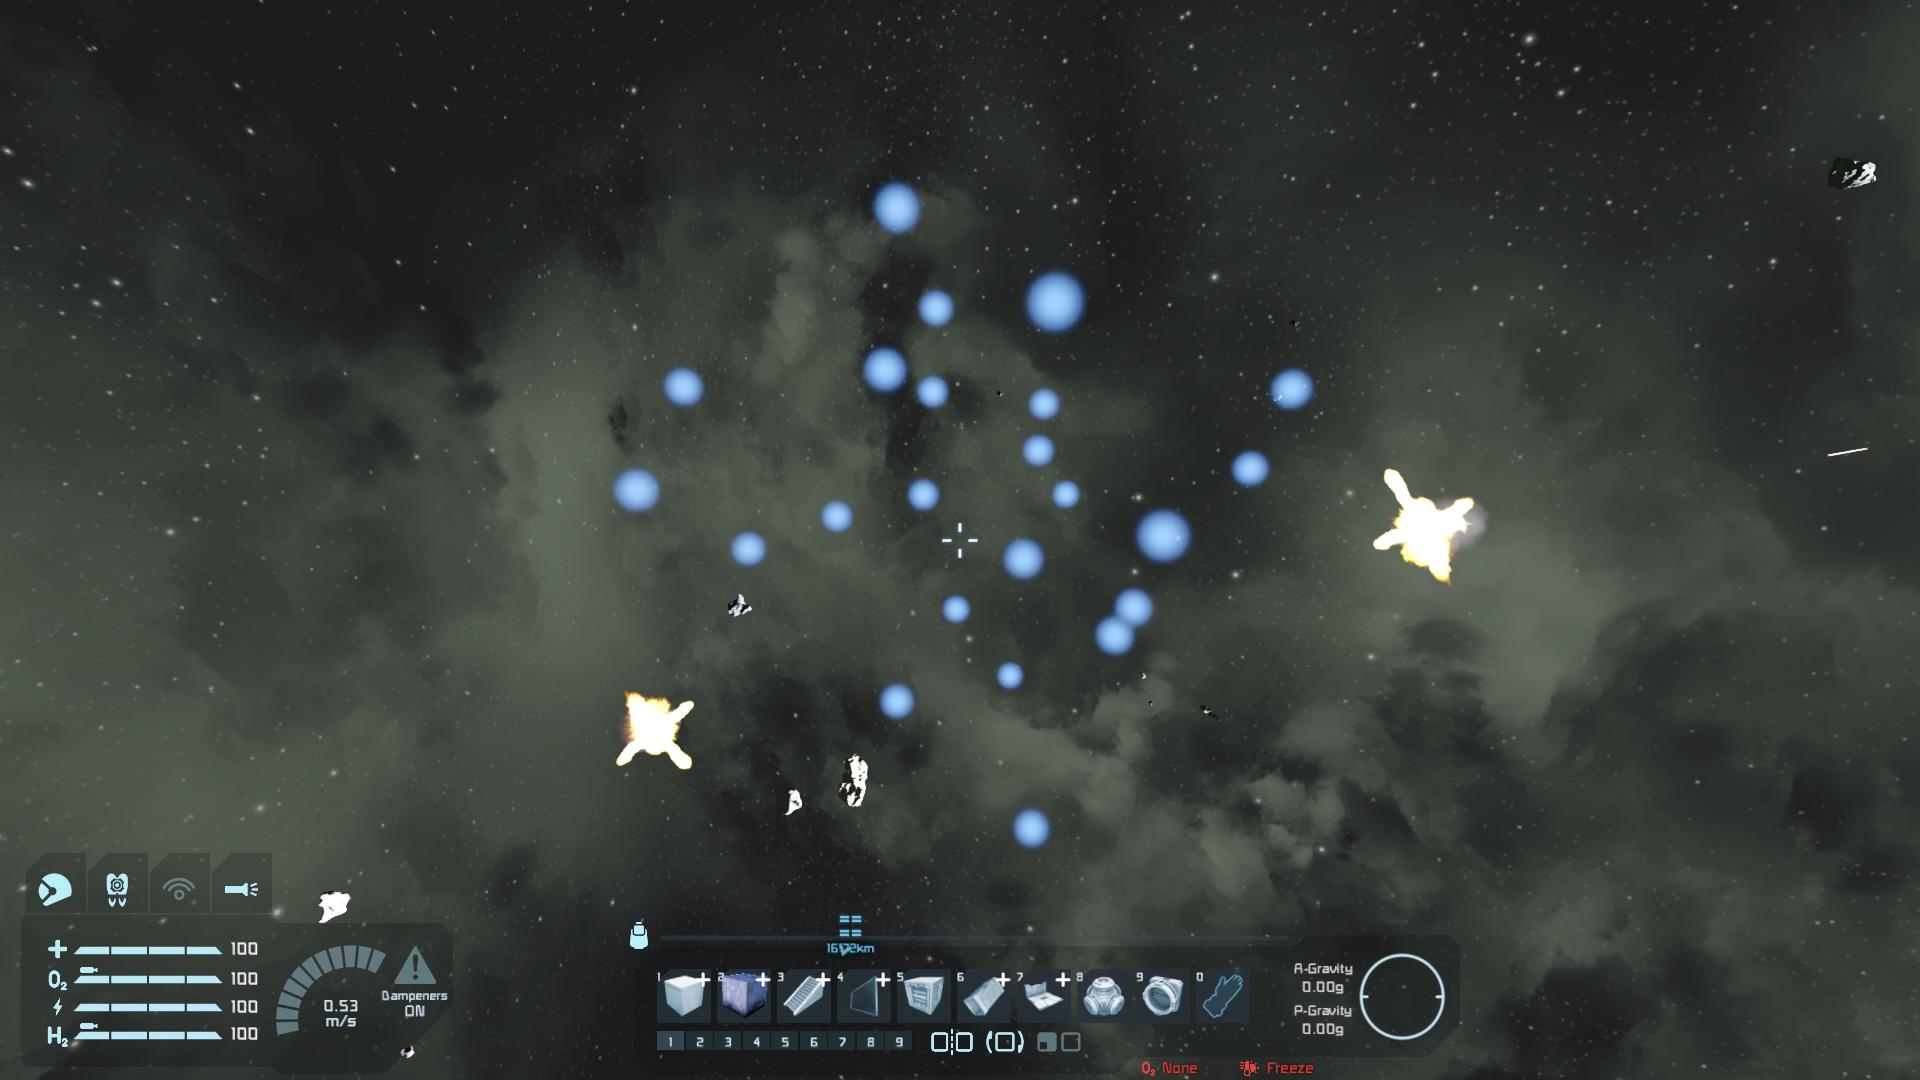 1 2 3 4 5 6 7 8 9 0
100
O₂ 100
100
H₂ 100
0.53
m/s
Dampeners
ON
A-Gravity
0.00g
P-Gravity
0.00g
1 2 3 4 5 6 7 8 9
O₂ None Freeze